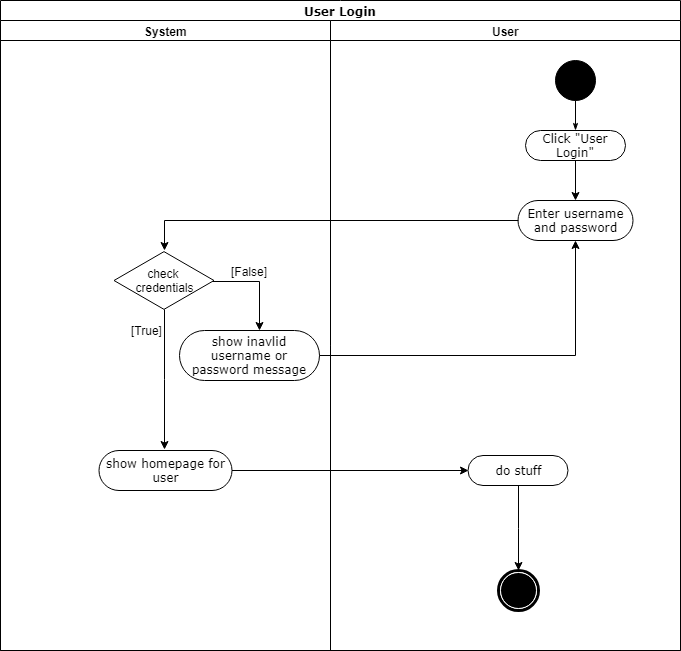 User Login
System
User
Click "User
Login"
Enter username
and password
check
credentials
[False]
[True]
show inavlid
username or
password message
show homepage for
user
do stuff